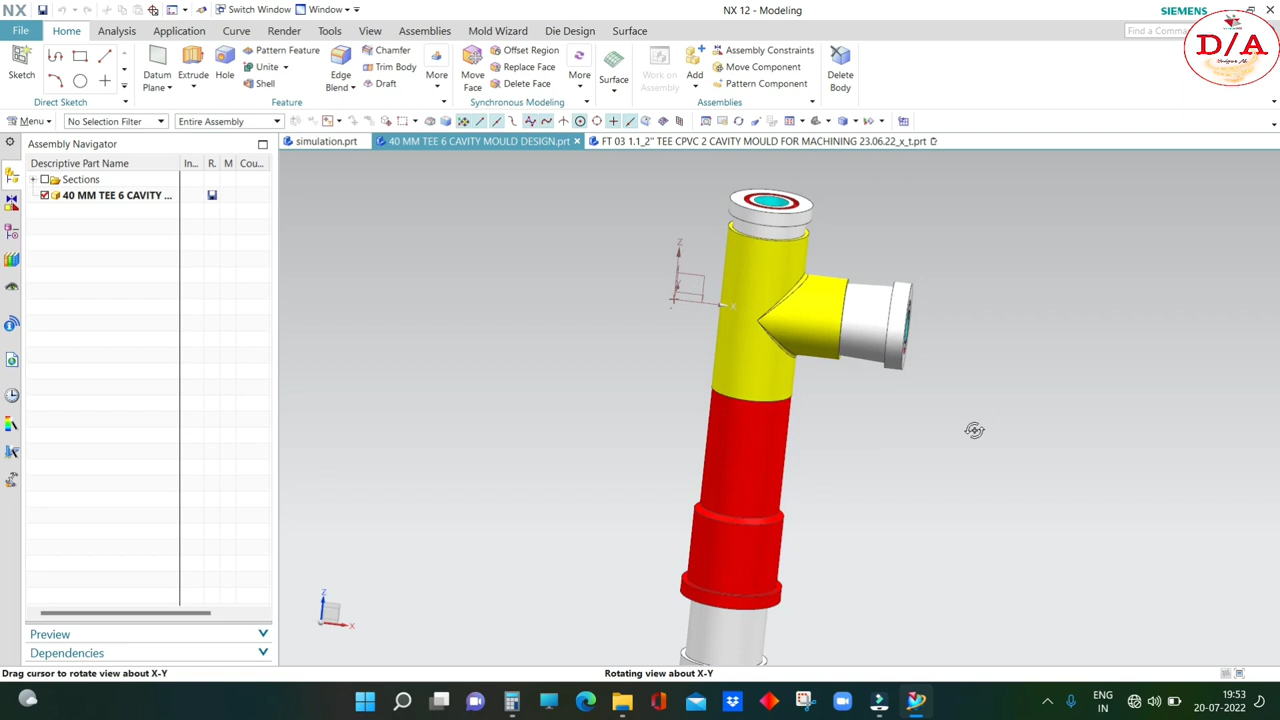 NX
Switch Window
Window
NX 12 - Modeling
SIEMENS
File
Home
Analysis
Application
Curve
Render
Tools
View
Assemblies
Mold Wizard
Die Design
Surface
Find a Comma
D/A
Sketch
Direct Sketch
Datum Plane
Extrude
Hole
Pattern Feature
Unite
Shell
Edge Blend
Chamfer
Trim Body
Draft
More
Feature
Move Face
Offset Region
Replace Face
Delete Face
More
Synchronous Modeling
Surface
Work on Assembly
Add
Assembly Constraints
Move Component
Pattern Component
Assemblies
Delete Body
Menu
No Selection Filter
Entire Assembly
Assembly Navigator
simulation.prt
40 MM TEE 6 CAVITY MOULD DESIGN.prt
FT 03 1.1_2" TEE CPVC 2 CAVITY MOULD FOR MACHINING 23.06.22_x_t.prt
Descriptive Part Name
In...
R.
M
Cou...
Sections
40 MM TEE 6 CAVITY ...
Z
X
Z
X
Preview
Dependencies
Drag cursor to rotate view about X-Y
Rotating view about X-Y
ENG
IN
19:53
20-07-2022